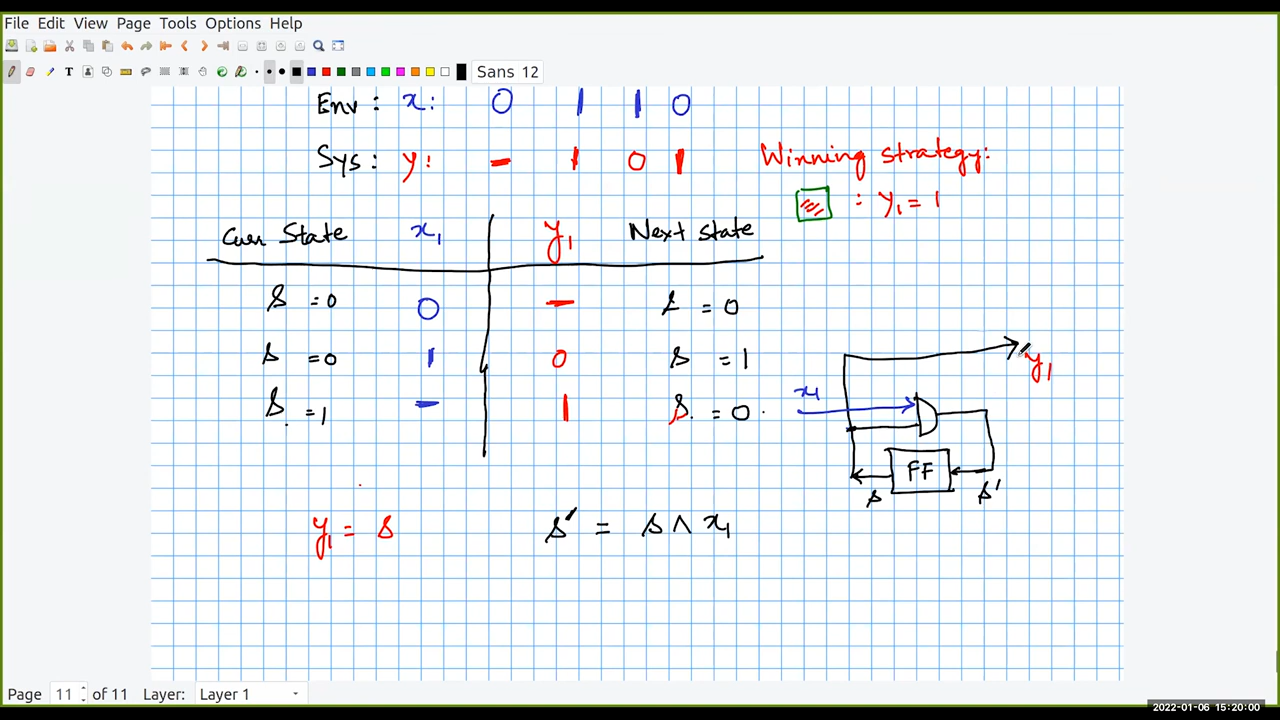 File Edit View Page Tools Options Help
Sans 12
Env : x: 0 1 1 0
Sys: y: - 1 0 1
Winning strategy:
: y₁ = 1
Curr State x₁ y₁ Next state
s = 0 0 - s = 0
s = 0 1 0 s = 1
s = 1 - 1 s = 0
x₁
y₁
FF
s s'
y₁ = s s' = s ∧ x₁
Page 11 of 11 Layer: Layer 1
2022-01-06 15:20:00